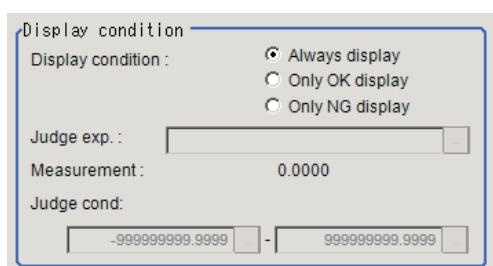 Display condition
Display condition : Always display
Only OK display
Only NG display
Judge exp. : ...
Measurement : 0.0000
Judge cond:
-999999999.9999 ... - 999999999.9999 ...